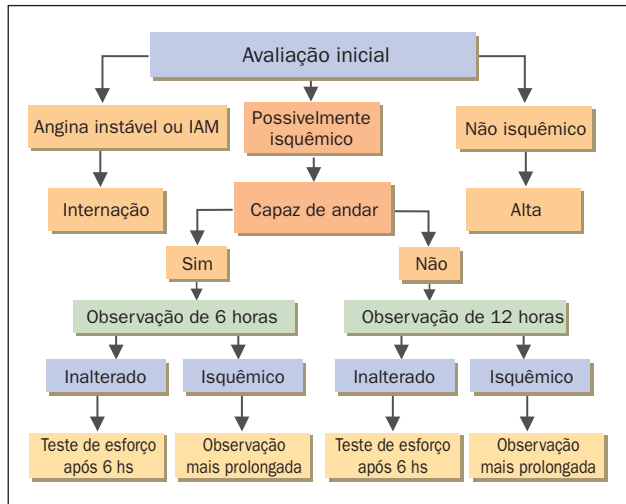 Avaliação inicial
Angina instável ou IAM
Possivelmente
isquêmico
Não isquêmico
Internação
Capaz de andar
Alta
Sim
Não
Observação de 6 horas
Observação de 12 horas
Inalterado
Isquêmico
Inalterado
Isquêmico
Teste de esforço
após 6 hs
Observação
mais prolongada
Teste de esforço
após 6 hs
Observação
mais prolongada